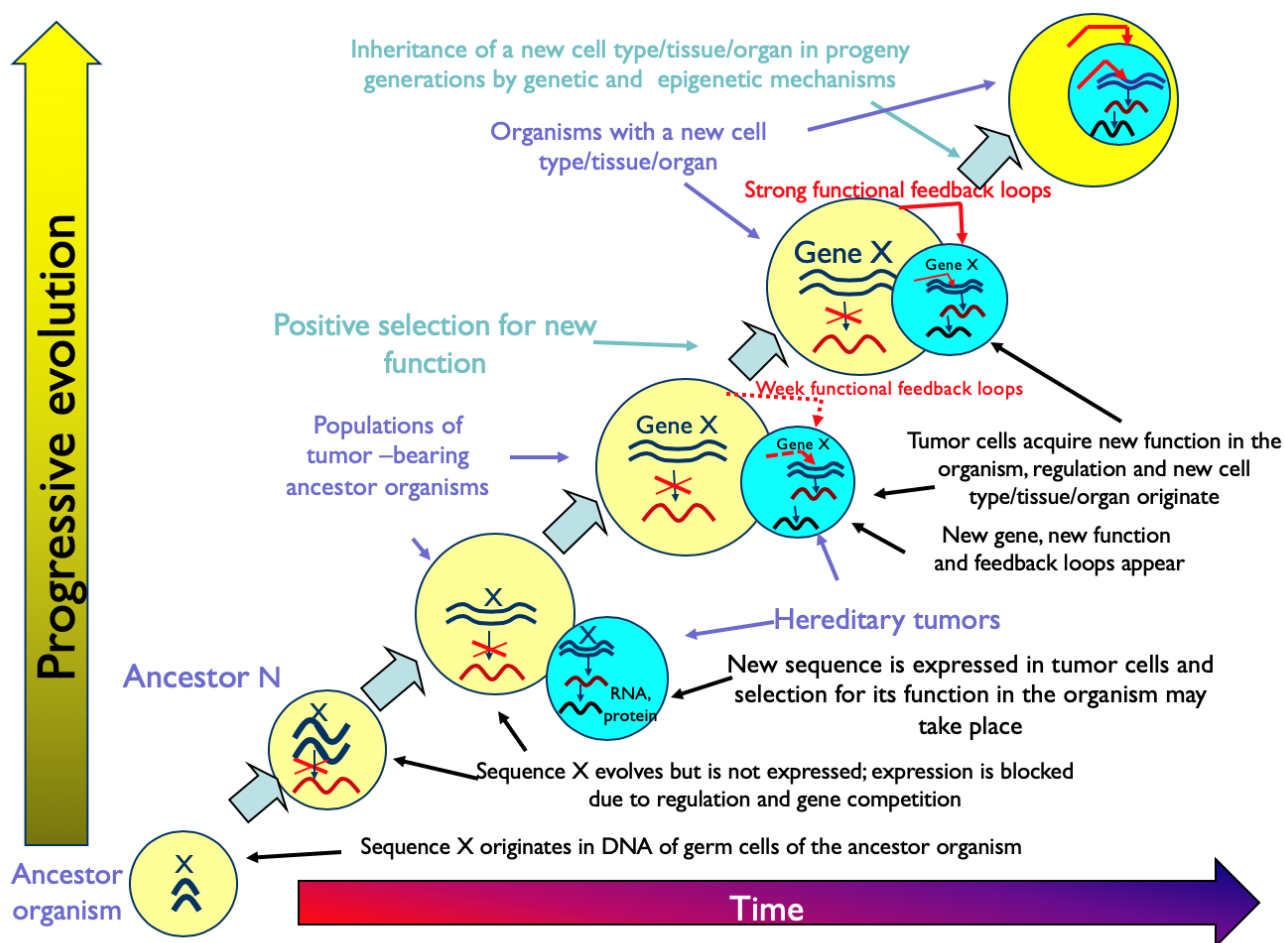 Inheritance of a new cell type/tissue/organ in progeny
generations by genetic and epigenetic mechanisms
Organisms with a new cell
type/tissue/organ
Strong functional feedback loops
Gene X
Gene X
Positive selection for new
function
Week functional feedback loops
Gene X
Gene X
Populations of
tumor –bearing
ancestor organisms
Tumor cells acquire new function in the
organism, regulation and new cell
type/tissue/organ originate
New gene, new function
and feedback loops appear
Progressive evolution
X
X
RNA,
protein
Hereditary tumors
New sequence is expressed in tumor cells and
selection for its function in the organism may
take place
Ancestor N
X
Sequence X evolves but is not expressed; expression is blocked
due to regulation and gene competition
Sequence X originates in DNA of germ cells of the ancestor organism
X
Ancestor
organism
Time